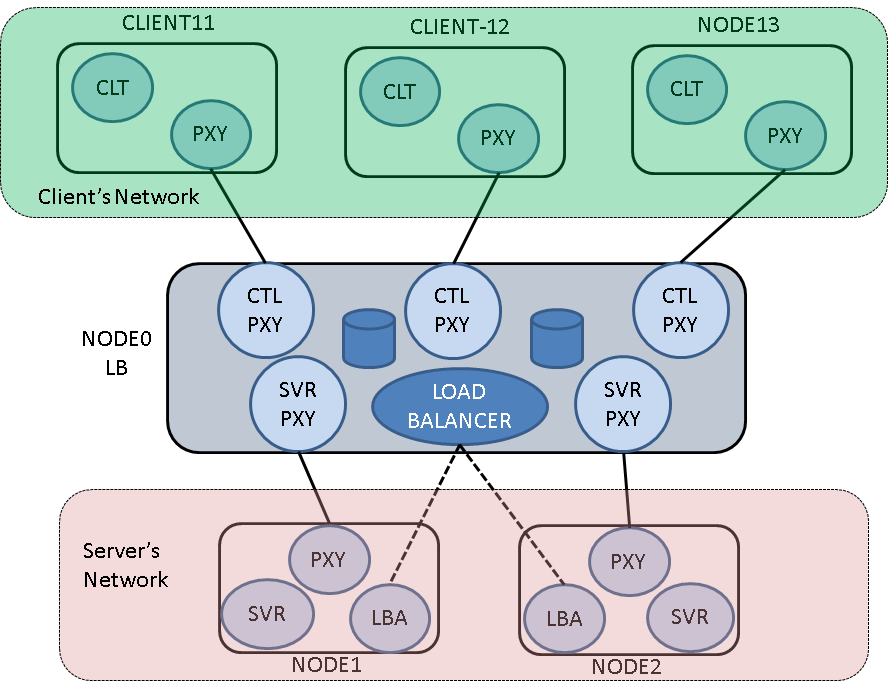 CLIENT11
CLIENT-12
NODE13
CLT
PXY
CLT
PXY
CLT
PXY
Client's Network
CTL
PXY
CTL
PXY
CTL
PXY
NODE0
LB
SVR
PXY
LOAD
BALANCER
SVR
PXY
Server's
Network
PXY
SVR
LBA
NODE1
PXY
LBA
SVR
NODE2